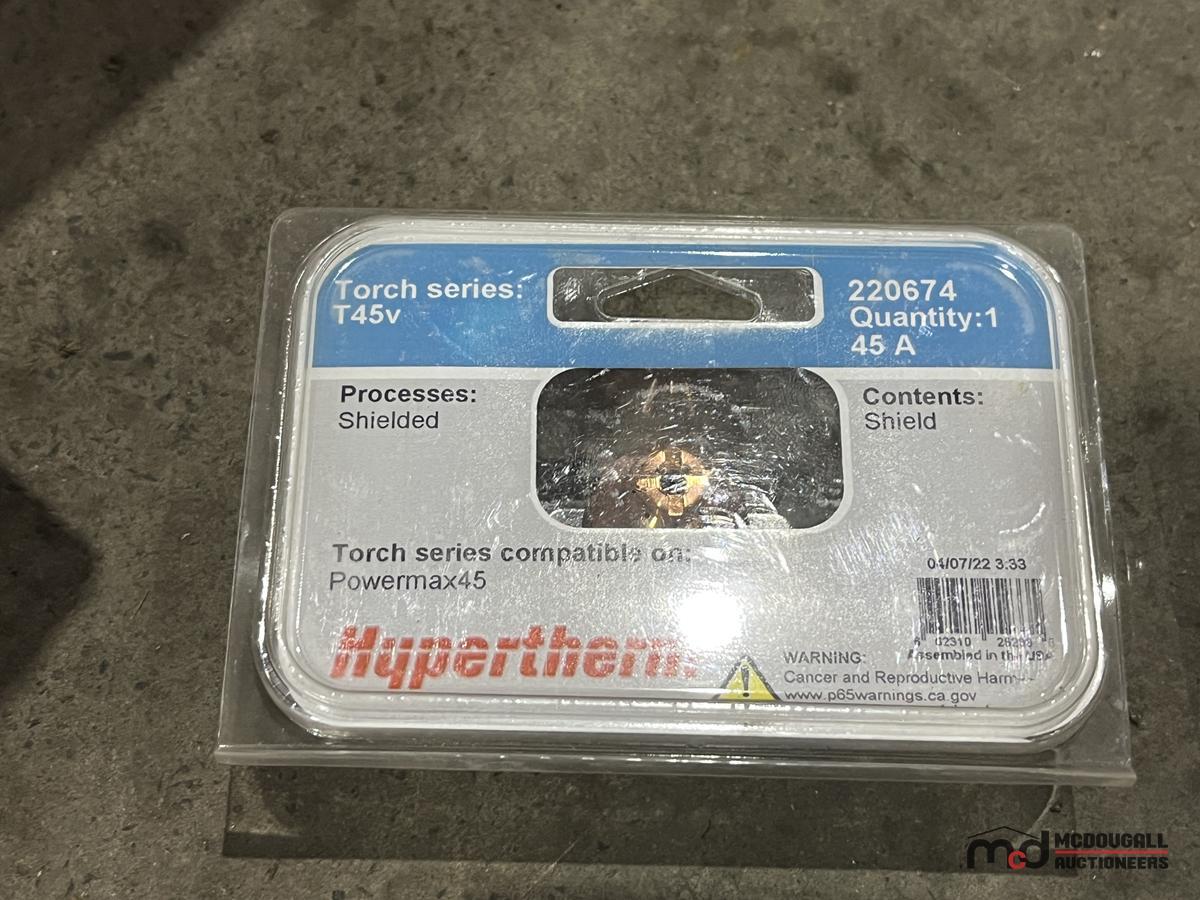 Torch series:
T45v
220674
Quantity:1
45 A
Processes:
Shielded
Contents:
Shield
Torch series compatible on:
Powermax45
04/07/22 3:33
Hypertherm.
Assembled in the USA
WARNING:
Cancer and Reproductive Harm
www.p65warnings.ca.gov
mcd MCDOUGALL
AUCTIONEERS